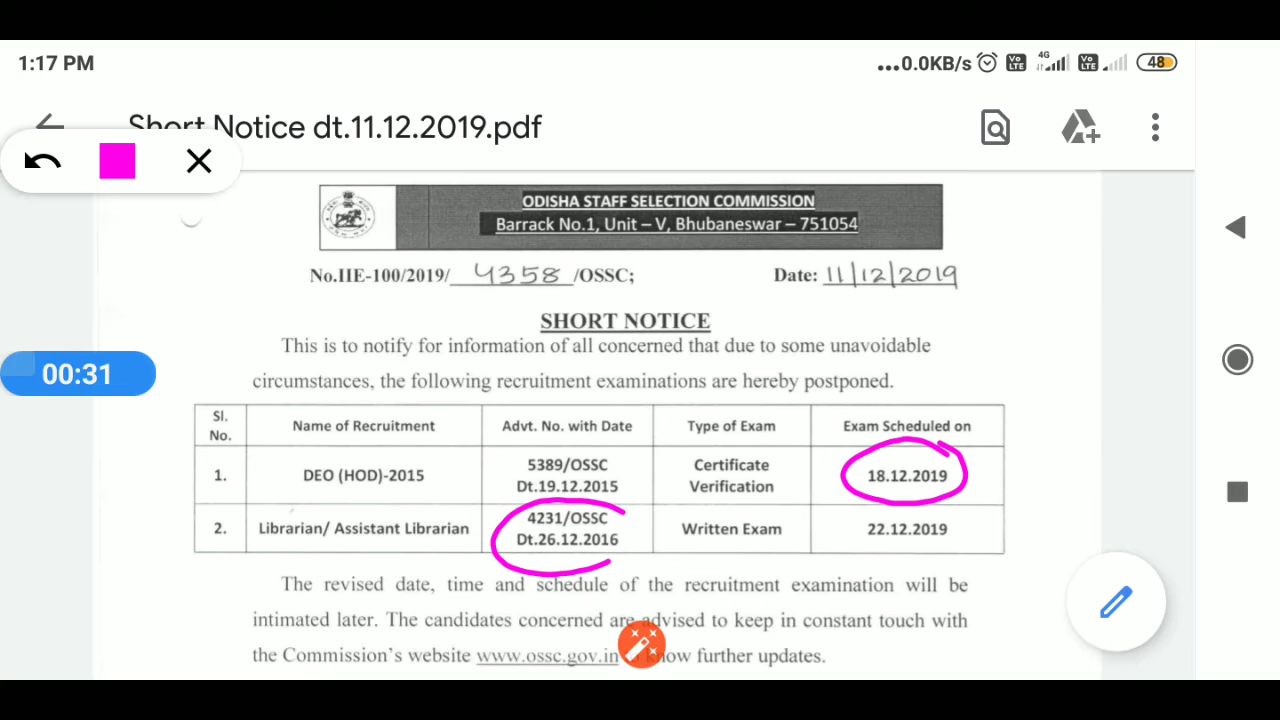 1:17 PM
...0.0KB/s Vo LTE 4G Vo LTE 48
Short Notice dt.11.12.2019.pdf
ODISHA STAFF SELECTION COMMISSION
Barrack No.1, Unit – V, Bhubaneswar – 751054
No.IIE-100/2019/ 4358 /OSSC; Date: 11/12/2019
SHORT NOTICE
This is to notify for information of all concerned that due to some unavoidable
00:31
circumstances, the following recruitment examinations are hereby postponed.
Sl. No. Name of Recruitment Advt. No. with Date Type of Exam Exam Scheduled on
1. DEO (HOD)-2015 5389/OSSC Dt.19.12.2015 Certificate Verification 18.12.2019
2. Librarian/ Assistant Librarian 4231/OSSC Dt.26.12.2016 Written Exam 22.12.2019
The revised date, time and schedule of the recruitment examination will be
intimated later. The candidates concerned are advised to keep in constant touch with
the Commission's website www.ossc.gov.in know further updates.